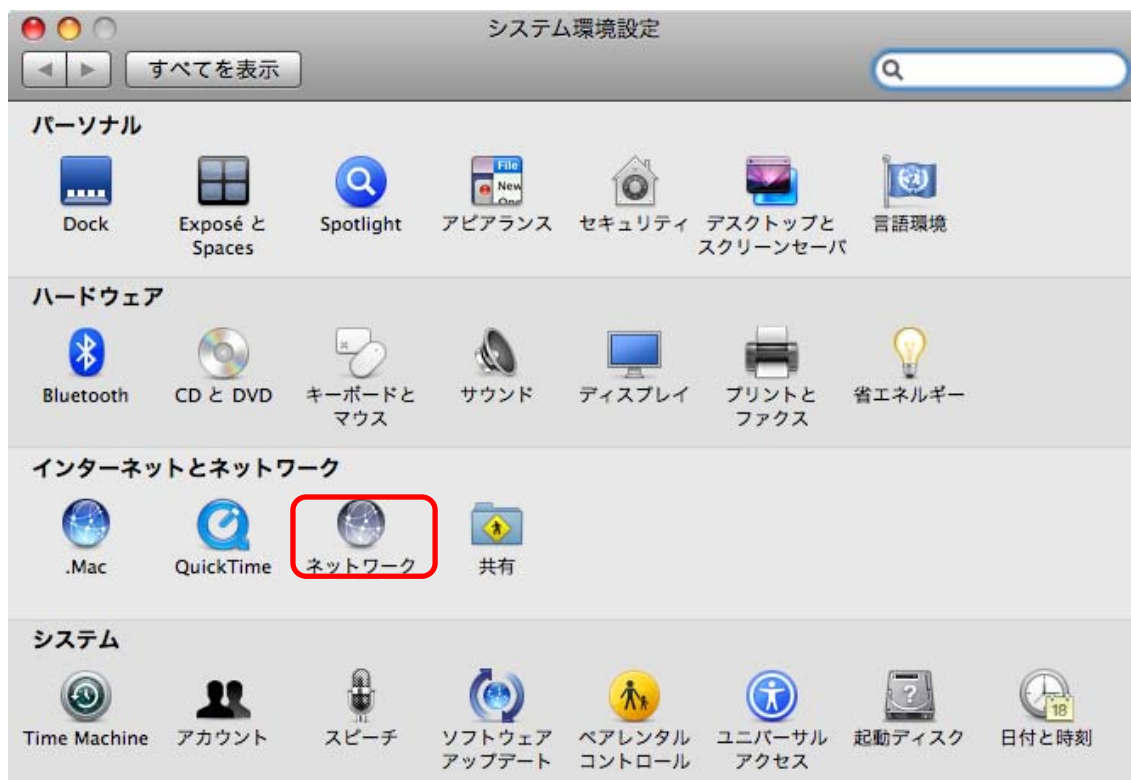 システム環境設定
すべてを表示
パーソナル
File
New
Dock
Exposé と
Spaces
Spotlight
アピアランス
セキュリティ
デスクトップと
スクリーンセーバ
言語環境
ハードウェア
Bluetooth
CD と DVD
キーボードと
マウス
サウンド
ディスプレイ
プリントと
ファクス
省エネルギー
インターネットとネットワーク
.Mac
QuickTime
ネットワーク
共有
システム
18
Time Machine
アカウント
スピーチ
ソフトウェア
アップデート
ペアレンタル
コントロール
ユニバーサル
アクセス
起動ディスク
日付と時刻